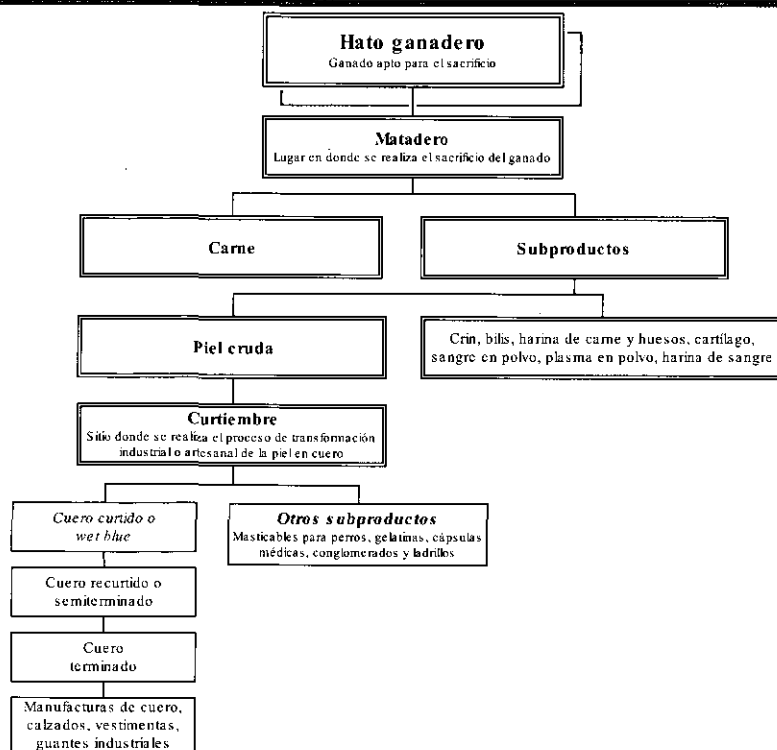 Hato ganadero
Ganado apto para el sacrificio
Matadero
Lugar en donde se realiza el sacrificio del ganado
Carne
Subproductos
Piel cruda
Crin, bilis, harina de carne y huesos, cartílago,
sangre en polvo, plasma en polvo, harina de sangre
Curtiembre
Sitio donde se realiza el proceso de transformación
industrial o artesanal de la piel en cuero
Cuero curtido o
wet blue
Otros subproductos
Masticables para perros, gelatinas, cápsulas
médicas, conglomerados y ladrillos
Cuero recurtido o
semiterminado
Cuero
terminado
Manufacturas de cuero,
calzados, vestimentas,
guantes industriales